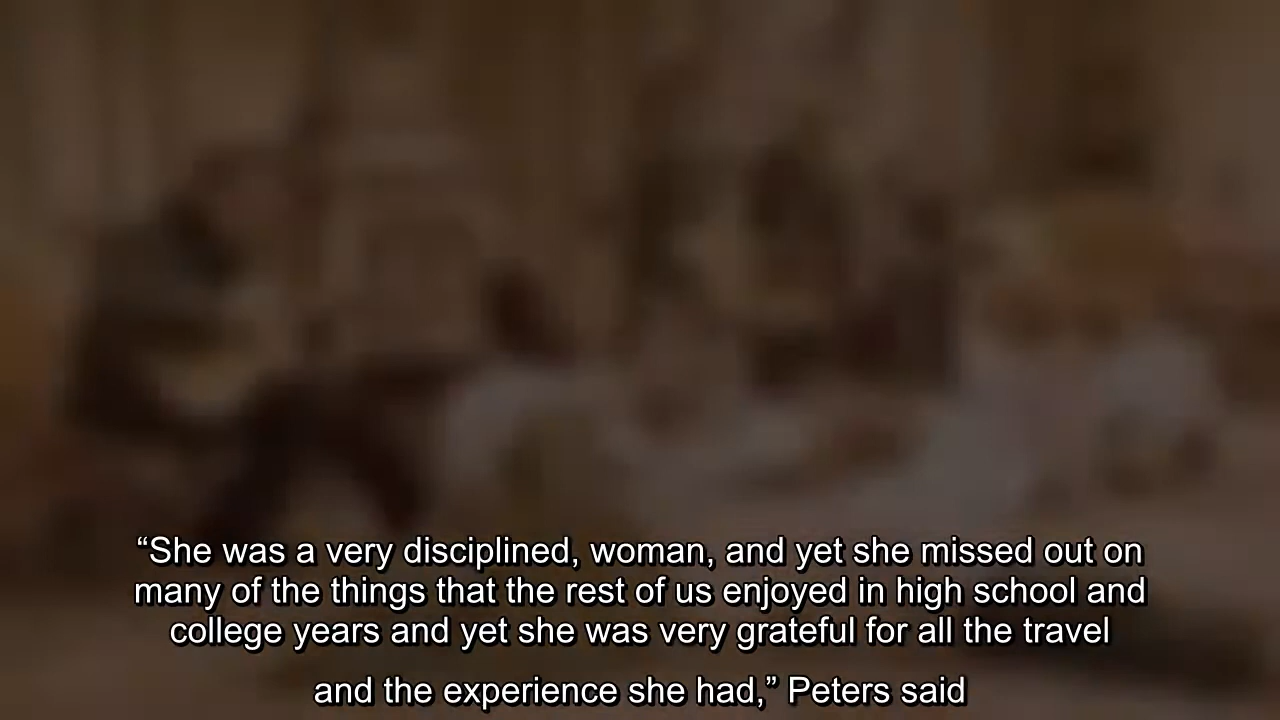 “She was a very disciplined, woman, and yet she missed out on
many of the things that the rest of us enjoyed in high school and
college years and yet she was very grateful for all the travel
and the experience she had,” Peters said